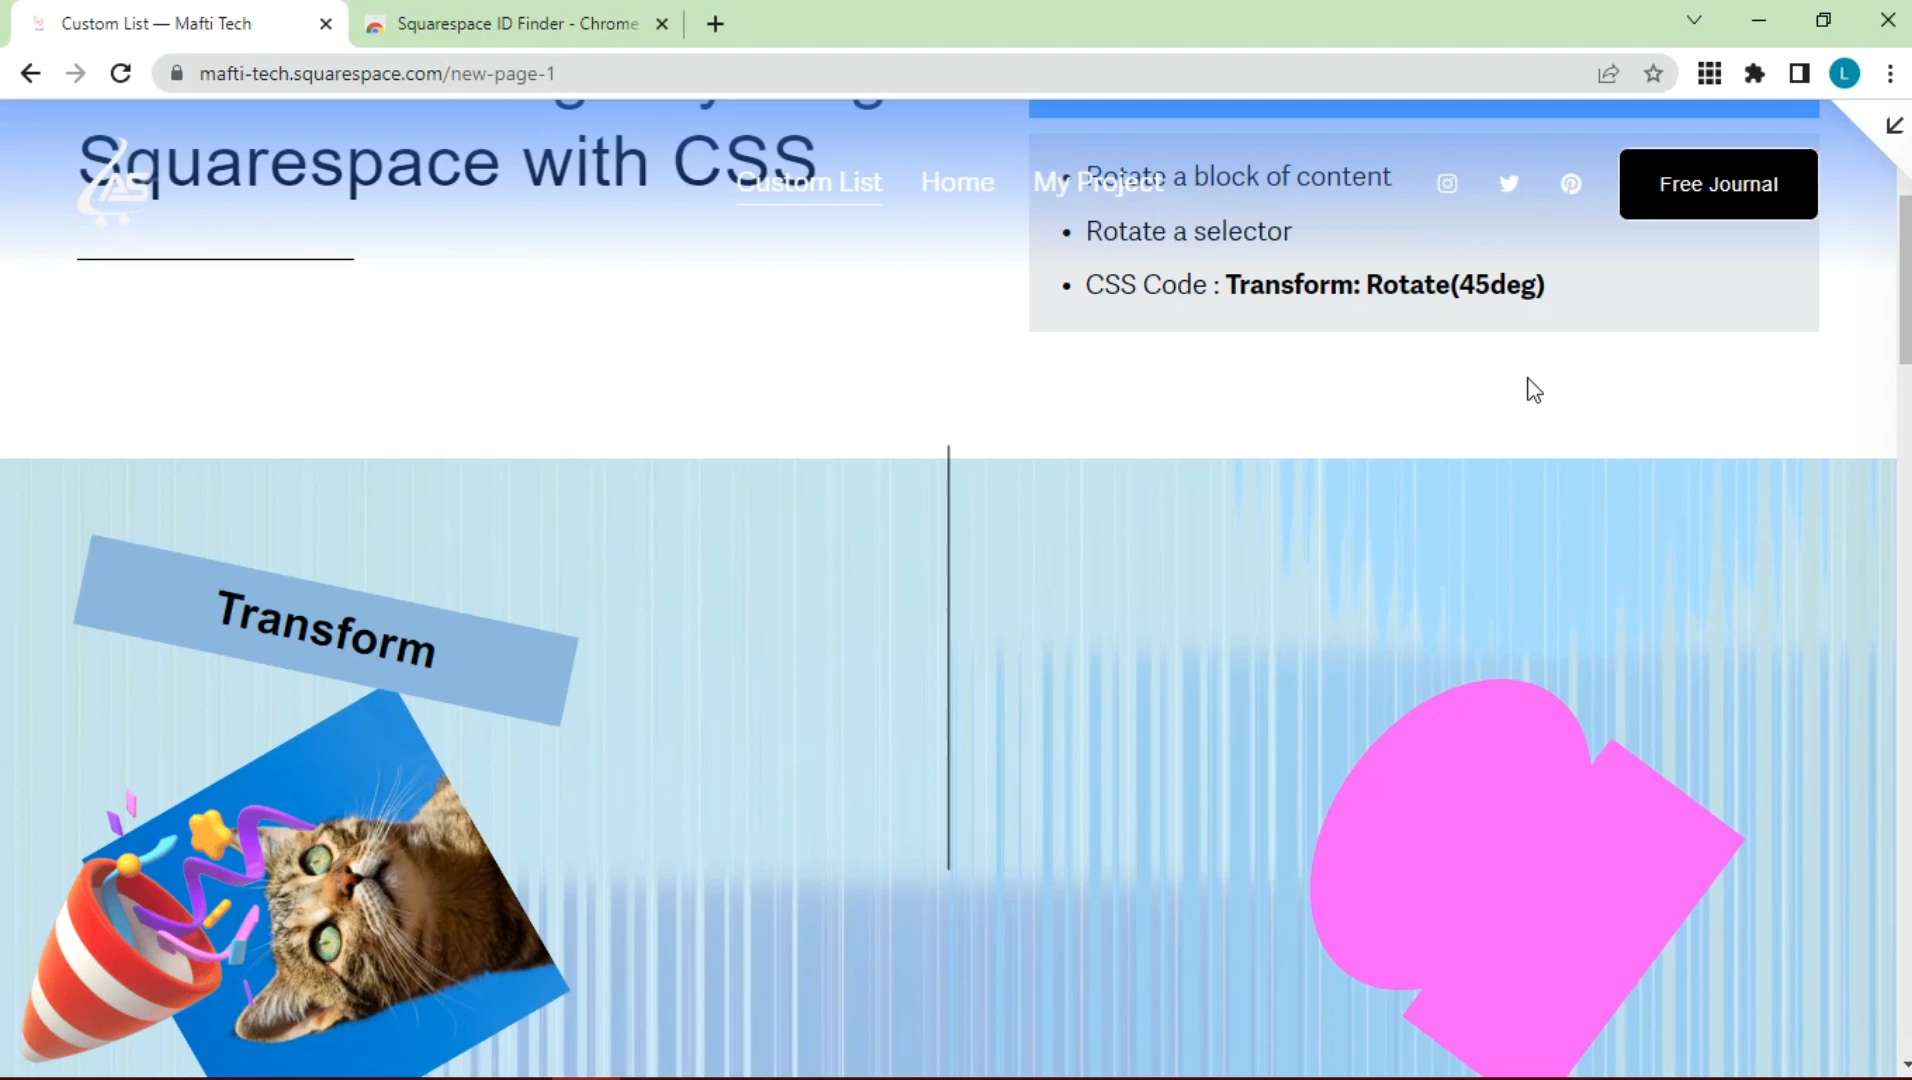 Custom List — Mafti Tech
Squarespace ID Finder - Chrome
mafti-tech.squarespace.com/new-page-1
L
Squarespace with CSS
AS
Custom List
Home
My Project
Free Journal
• Rotate a block of content
• Rotate a selector
• CSS Code : Transform: Rotate(45deg)
Transform